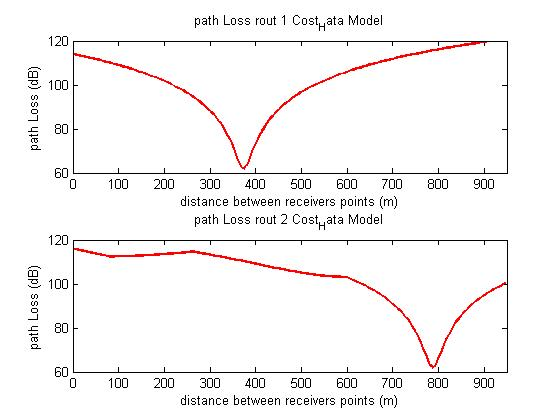 path Loss rout 1 Cost_Hata Model
120
100
80
60
path Loss (dB)
0 100 200 300 400 500 600 700 800 900
distance between receivers points (m)
path Loss rout 2 Cost_Hata Model
120
100
80
60
path Loss (dB)
0 100 200 300 400 500 600 700 800 900
distance between receivers points (m)